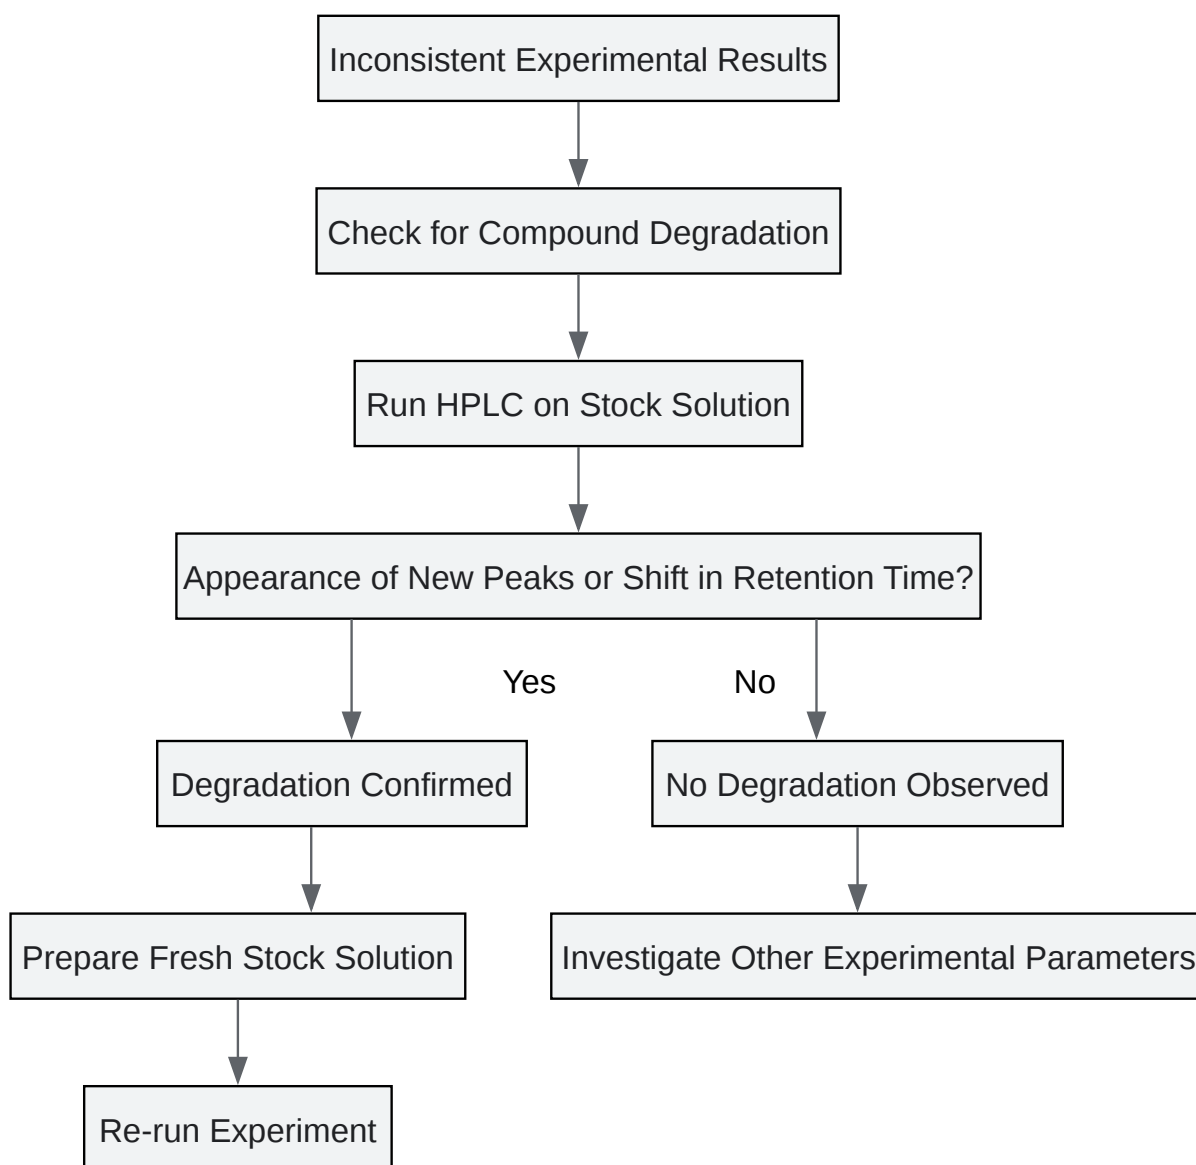 Inconsistent Experimental Results
Check for Compound Degradation
Run HPLC on Stock Solution
Appearance of New Peaks or Shift in Retention Time?
Yes
No
Degradation Confirmed
No Degradation Observed
Prepare Fresh Stock Solution
Investigate Other Experimental Parameters
Re-run Experiment